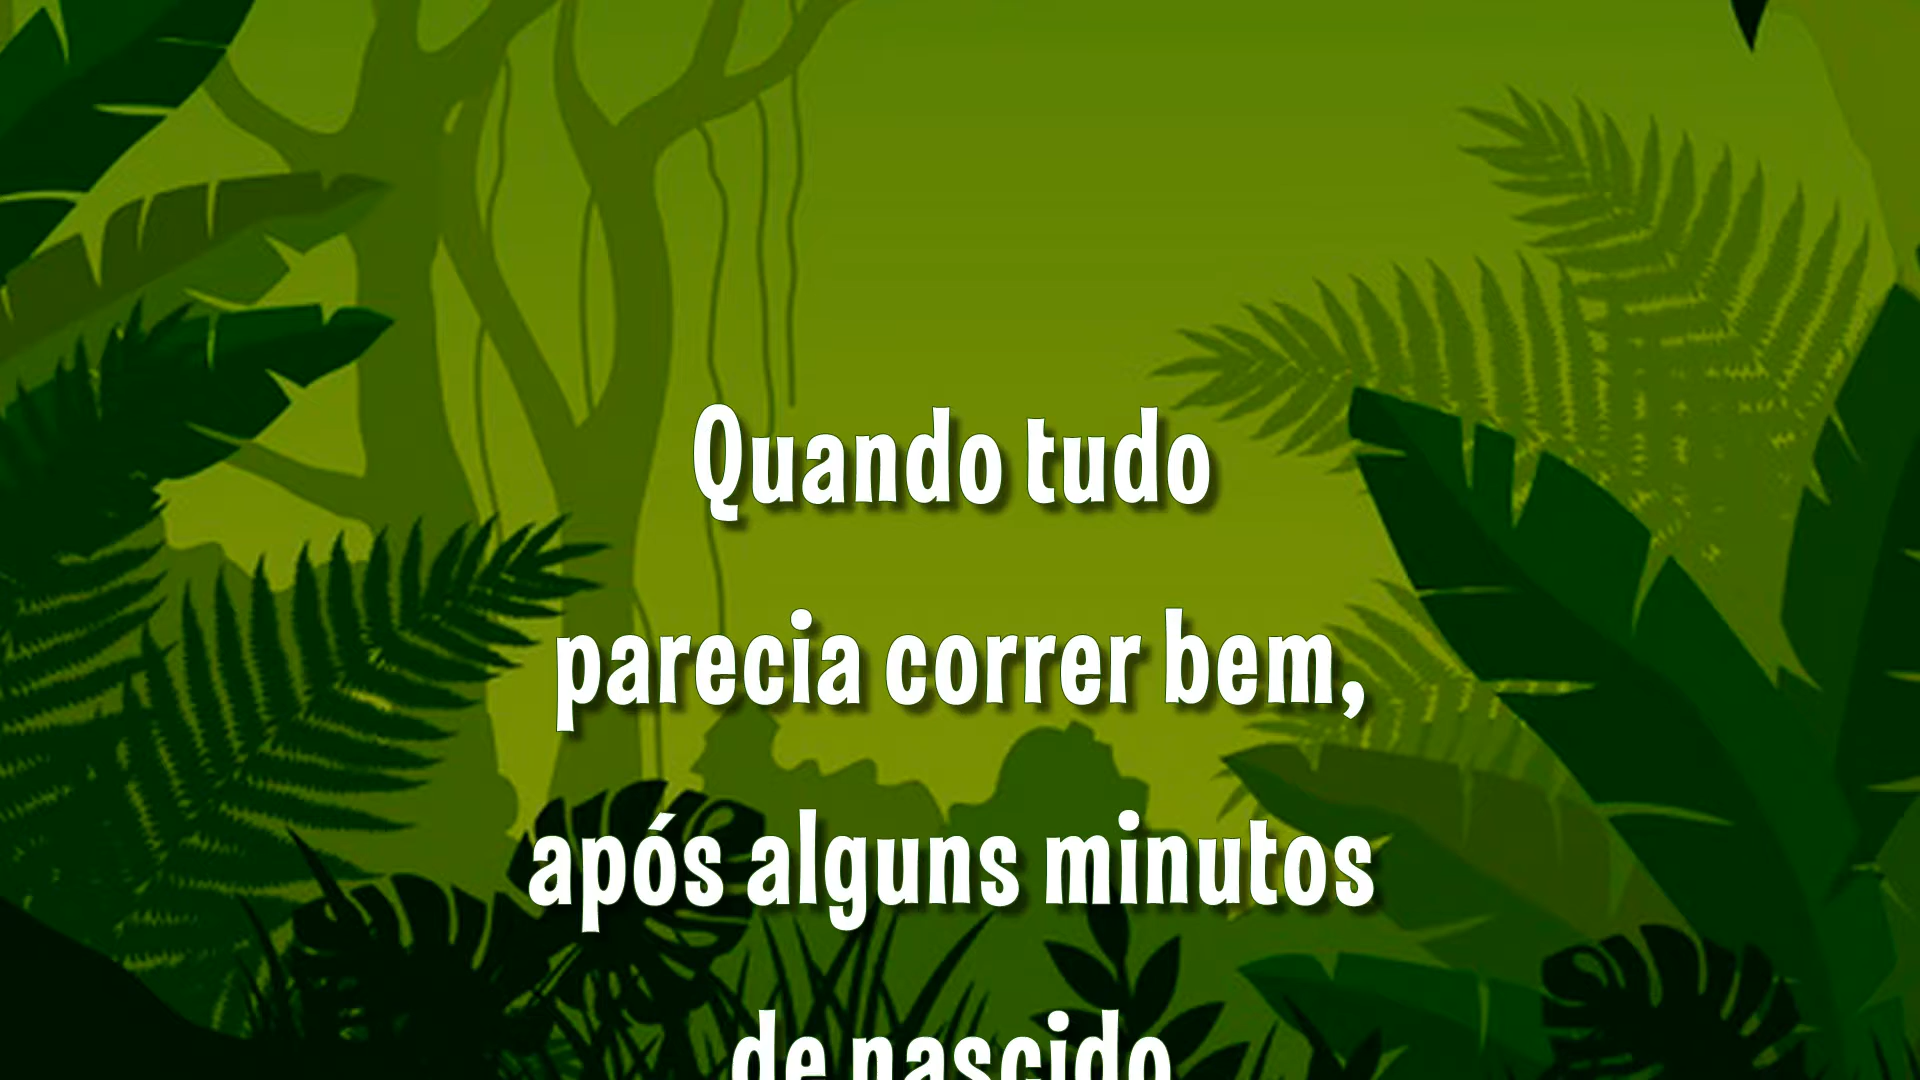 Quando tudo
parecia correr bem,
após alguns minutos
de nascido